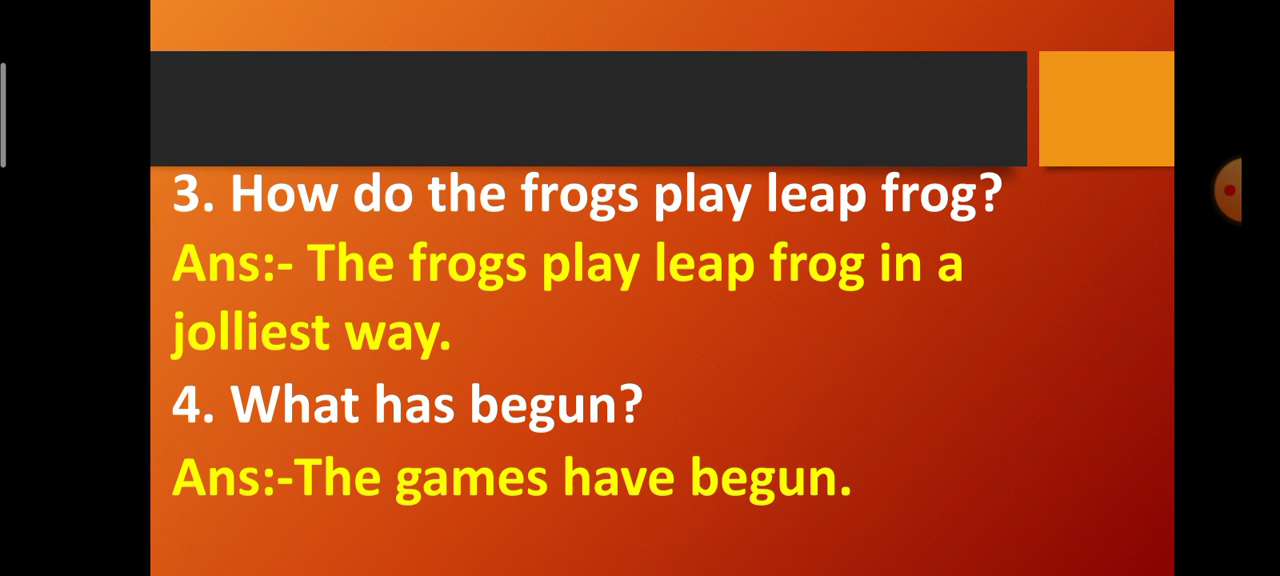 3. How do the frogs play leap frog?
Ans:- The frogs play leap frog in a
jolliest way.
4. What has begun?
Ans:-The games have begun.